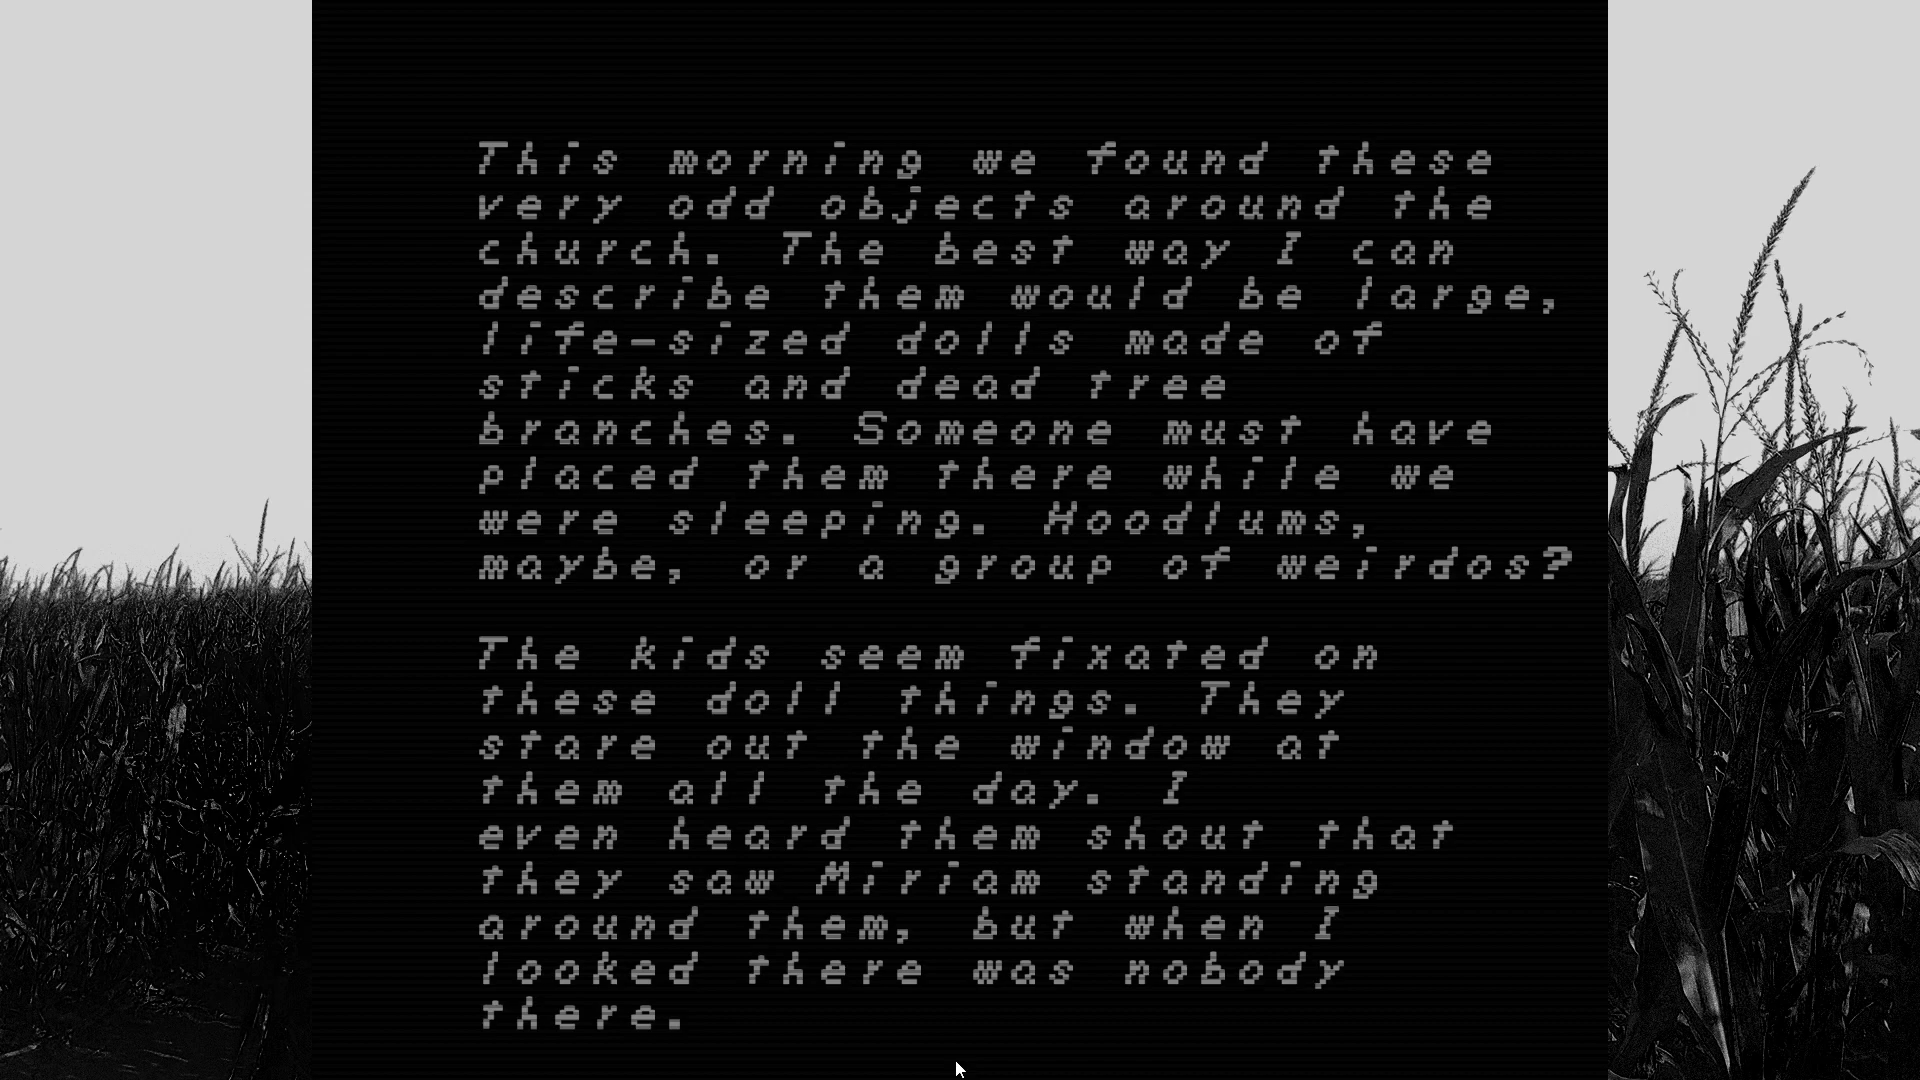 This morning we found these
very odd objects around the
church. The best way I can
describe them would be large,
life-sized dolls made of
sticks and dead tree
branches. Someone must have
placed them there while we
were sleeping. Hoodlums,
maybe, or a group of weirdos?
The kids seem fixated on
these doll things. They
stare out the window at
them all the day. I
even heard them shout that
they saw Miriam standing
around them, but when I
looked there was nobody
there.